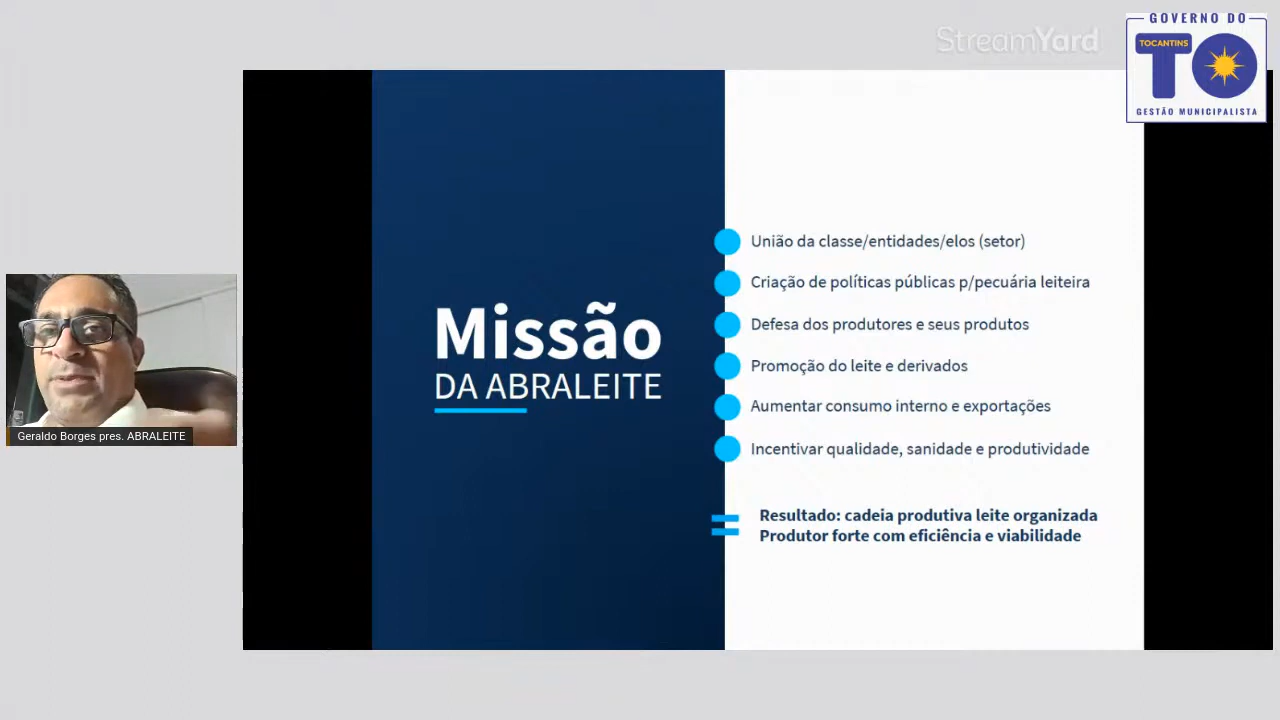 StreamYard
GOVERNO DO
TOCANTINS
TO
GESTÃO MUNICIPALISTA
Missão
DA ABRALEITE
União da classe/entidades/elos (setor)
Criação de políticas públicas p/pecuária leiteira
Defesa dos produtores e seus produtos
Promoção do leite e derivados
Aumentar consumo interno e exportações
Incentivar qualidade, sanidade e produtividade
= Resultado: cadeia produtiva leite organizada
Produtor forte com eficiência e viabilidade
Geraldo Borges pres. ABRALEITE